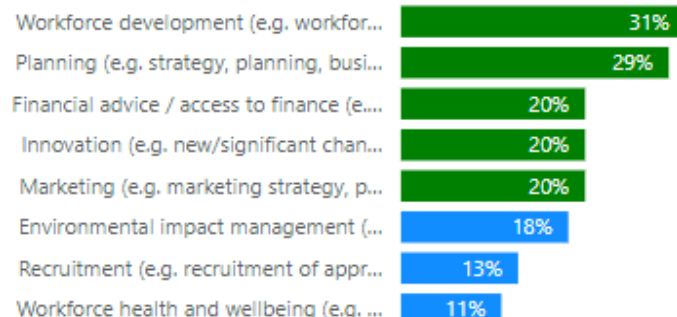 Workforce development (e.g. workfor... 31%
Planning (e.g. strategy, planning, busi... 29%
Financial advice / access to finance (e.... 20%
Innovation (e.g. new/significant chan... 20%
Marketing (e.g. marketing strategy, p... 20%
Environmental impact management (... 18%
Recruitment (e.g. recruitment of appr... 13%
Workforce health and wellbeing (e.g. ... 11%